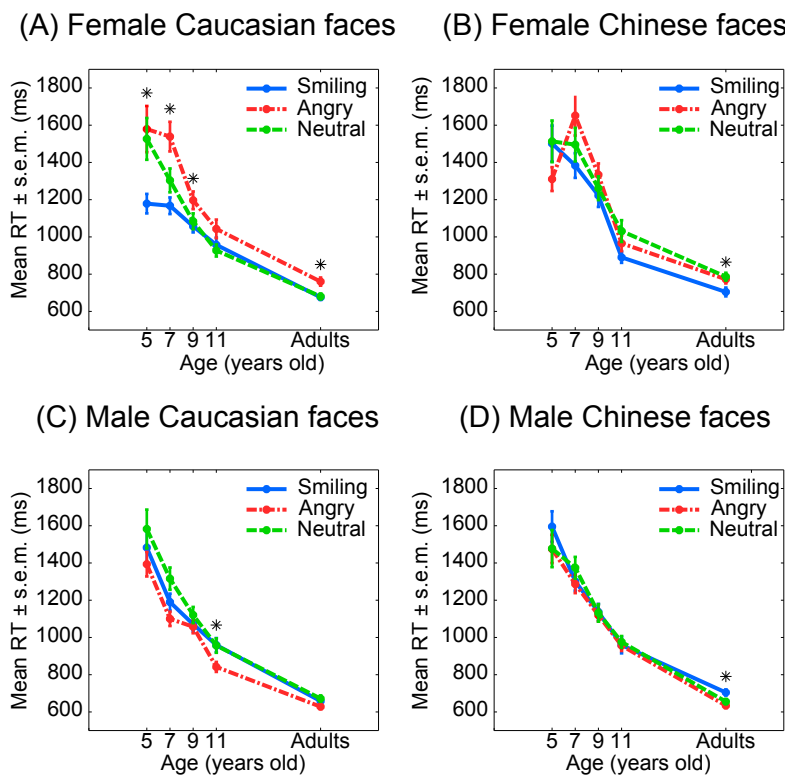 (A) Female Caucasian faces
Mean RT ± s.e.m. (ms)
1800
1600
1400
1200
1000
800
600
Smiling
Angry
Neutral
*
*
*
*
5 7 9 11 Adults
Age (years old)
(B) Female Chinese faces
Mean RT ± s.e.m. (ms)
1800
1600
1400
1200
1000
800
600
Smiling
Angry
Neutral
*
5 7 9 11 Adults
Age (years old)
(C) Male Caucasian faces
Mean RT ± s.e.m. (ms)
1800
1600
1400
1200
1000
800
600
Smiling
Angry
Neutral
*
5 7 9 11 Adults
Age (years old)
(D) Male Chinese faces
Mean RT ± s.e.m. (ms)
1800
1600
1400
1200
1000
800
600
Smiling
Angry
Neutral
*
5 7 9 11 Adults
Age (years old)